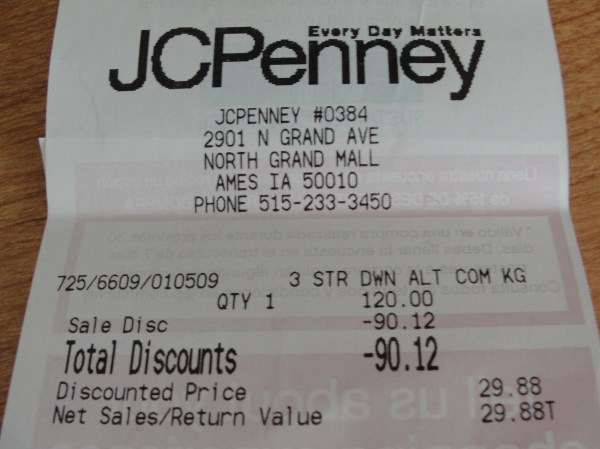 Every Day Matters
JCPenney
JCPENNEY #0384
2901 N GRAND AVE
NORTH GRAND MALL
AMES IA 50010
PHONE 515-233-3450
725/6609/010509 3 STR DWN ALT COM KG
QTY 1 120.00
Sale Disc -90.12
Total Discounts -90.12
Discounted Price 29.88
Net Sales/Return Value 29.88T